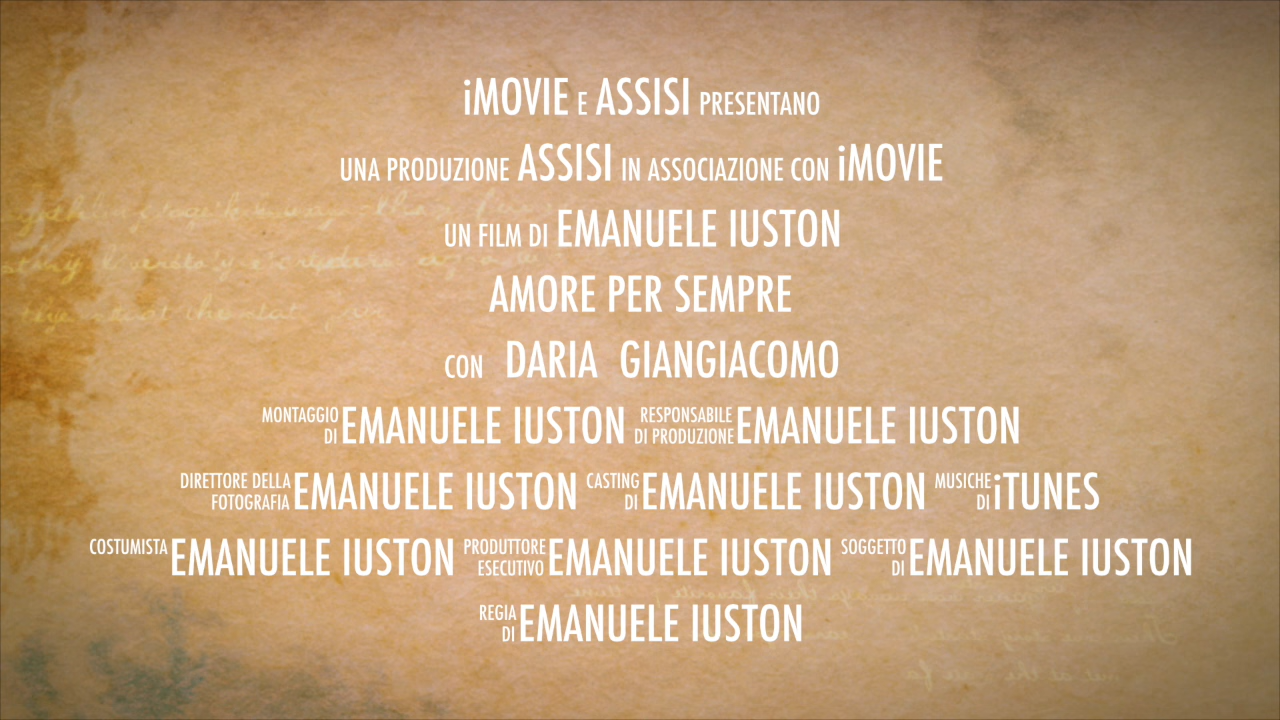 iMOVIE E ASSISI PRESENTANO
UNA PRODUZIONE ASSISI IN ASSOCIAZIONE CON iMOVIE
UN FILM DI EMANUELE IUSTON
AMORE PER SEMPRE
CON DARIA GIANGIACOMO
MONTAGGIO DI EMANUELE IUSTON RESPONSABILE DI PRODUZIONE EMANUELE IUSTON
DIRETTORE DELLA FOTOGRAFIA EMANUELE IUSTON CASTING DI EMANUELE IUSTON MUSICHE DI iTUNES
COSTUMISTA EMANUELE IUSTON PRODUTTORE ESECUTIVO EMANUELE IUSTON SOGGETTO DI EMANUELE IUSTON
REGIA DI EMANUELE IUSTON